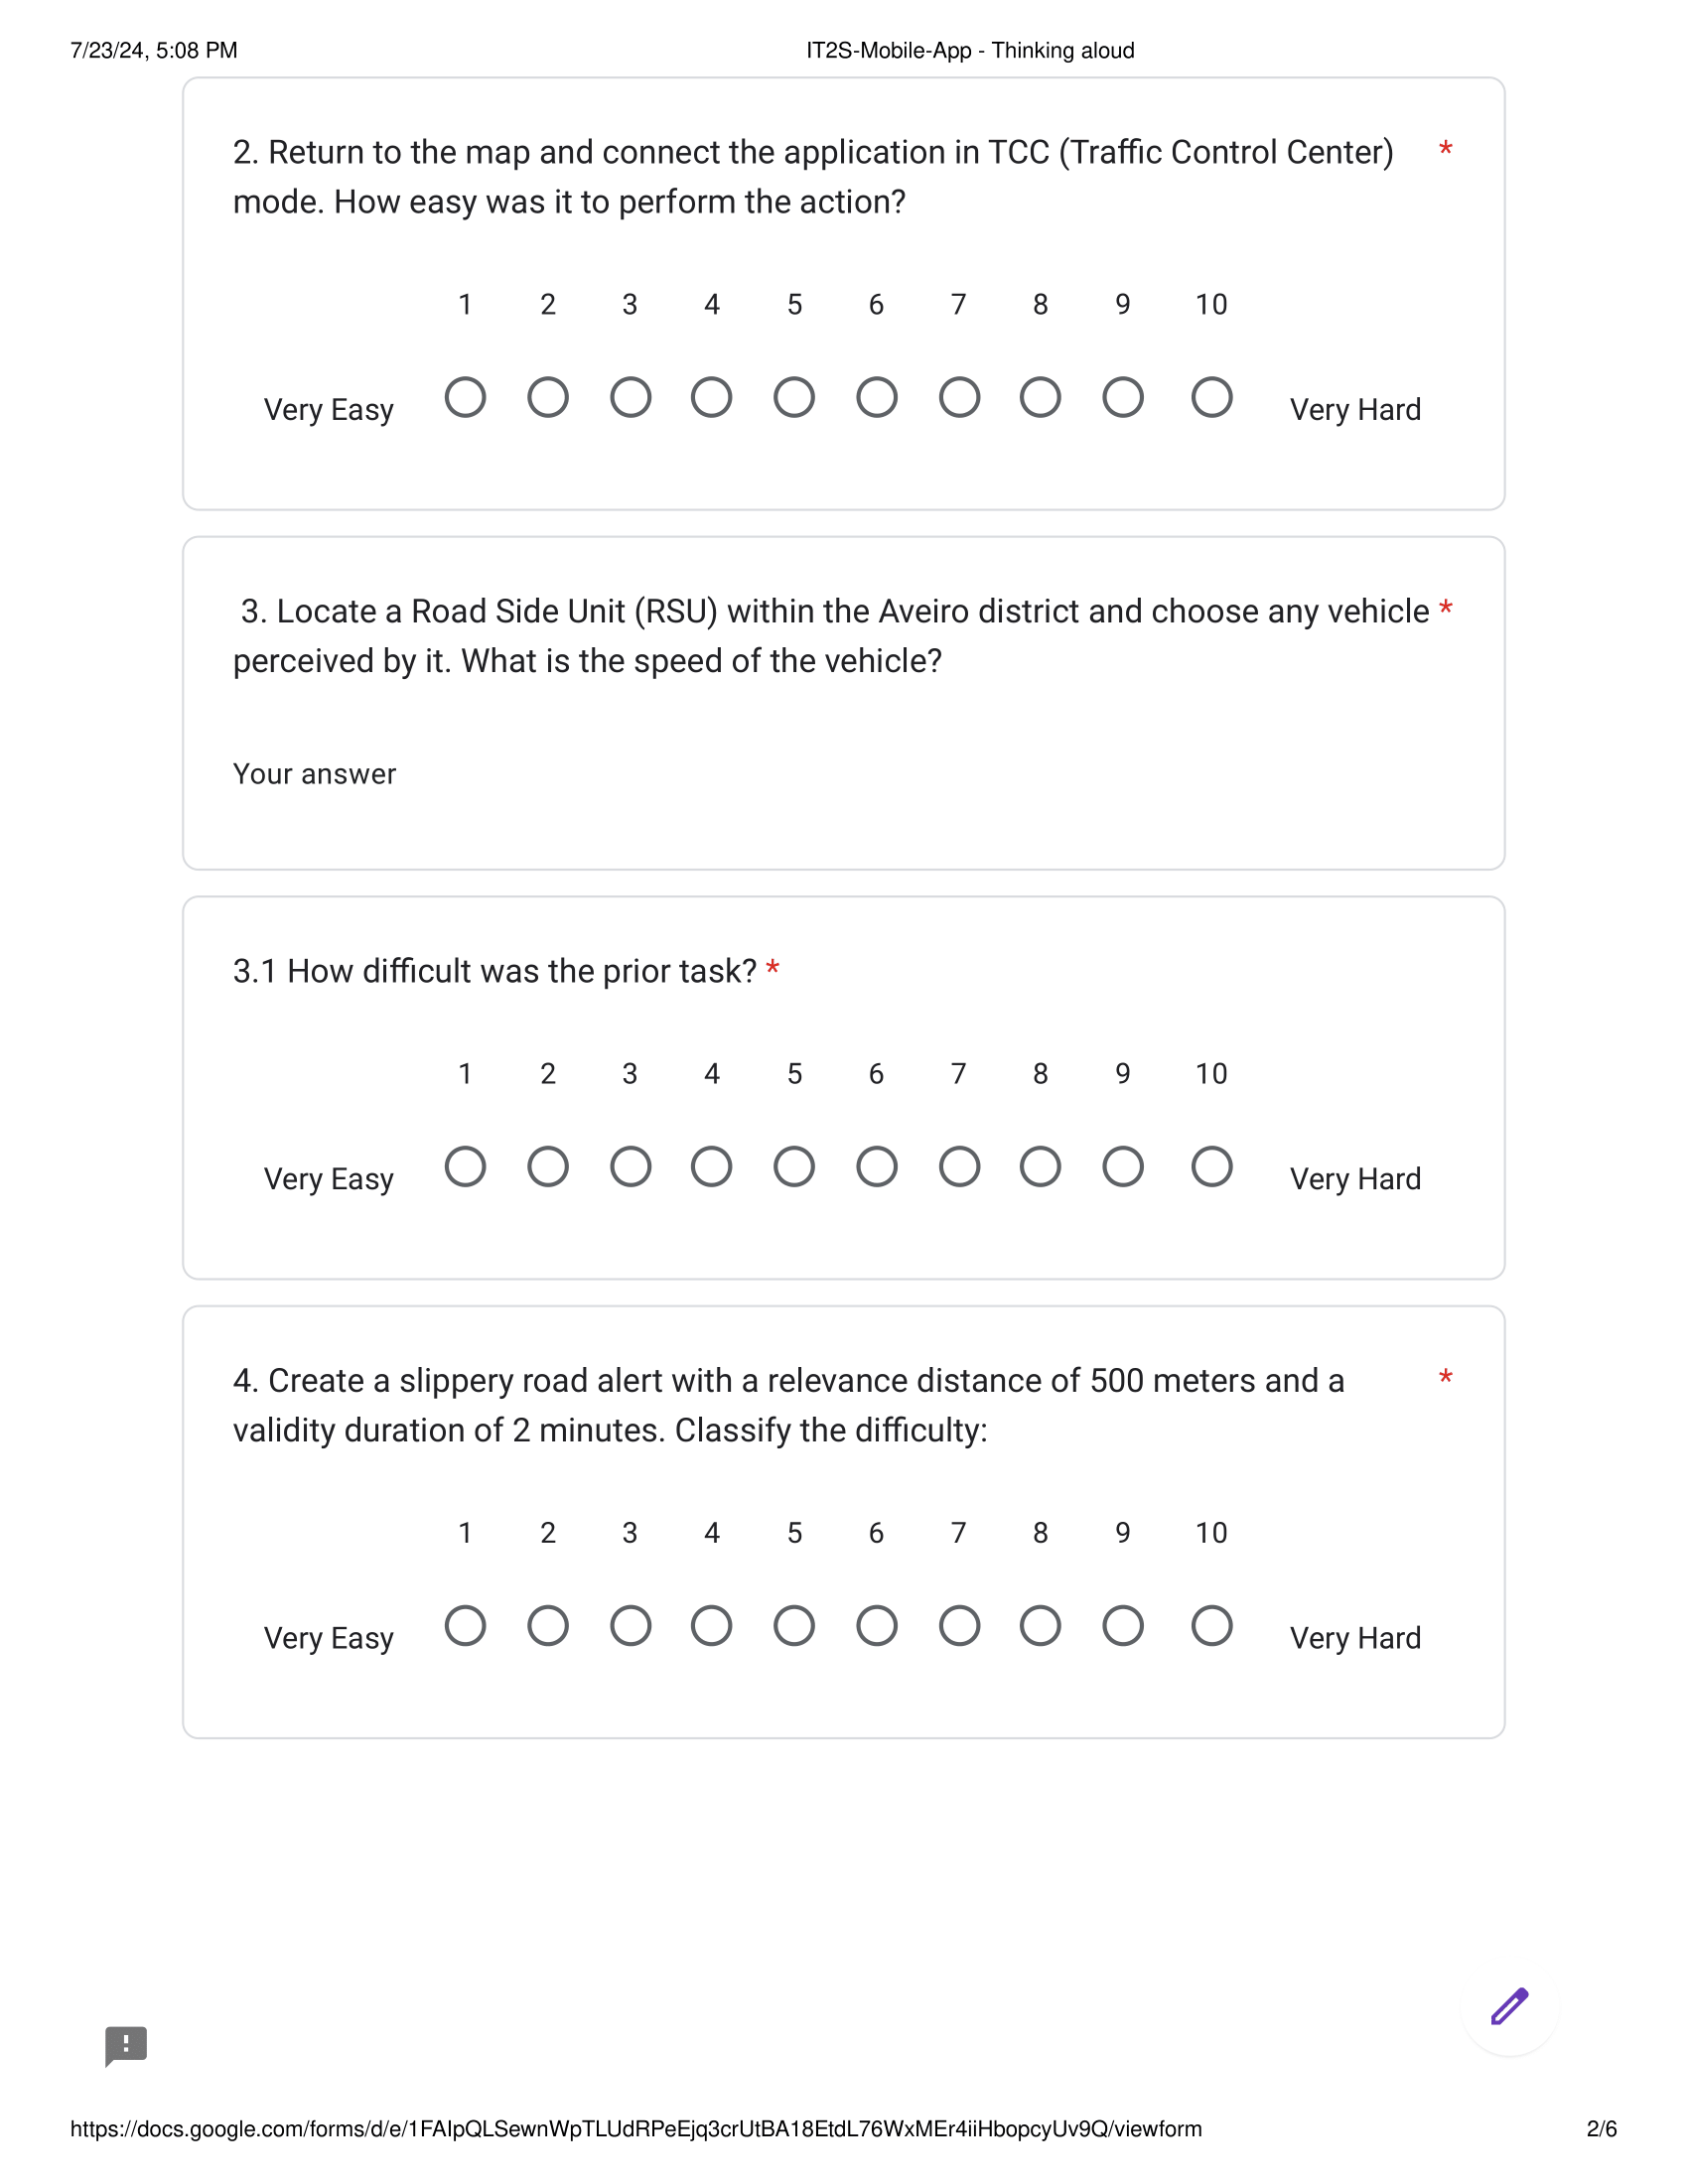 7/23/24, 5:08 PM IT2S-Mobile-App - Thinking aloud
2. Return to the map and connect the application in TCC (Traffic Control Center) *
mode. How easy was it to perform the action?
1 2 3 4 5 6 7 8 9 10
Very Easy Very Hard
3. Locate a Road Side Unit (RSU) within the Aveiro district and choose any vehicle *
perceived by it. What is the speed of the vehicle?
Your answer
3.1 How difficult was the prior task? *
1 2 3 4 5 6 7 8 9 10
Very Easy Very Hard
4. Create a slippery road alert with a relevance distance of 500 meters and a *
validity duration of 2 minutes. Classify the difficulty:
1 2 3 4 5 6 7 8 9 10
Very Easy Very Hard
https://docs.google.com/forms/d/e/1FAIpQLSewnWpTLUdRPeEjq3crUtBA18EtdL76WxMEr4iiHbopcyUv9Q/viewform 2/6